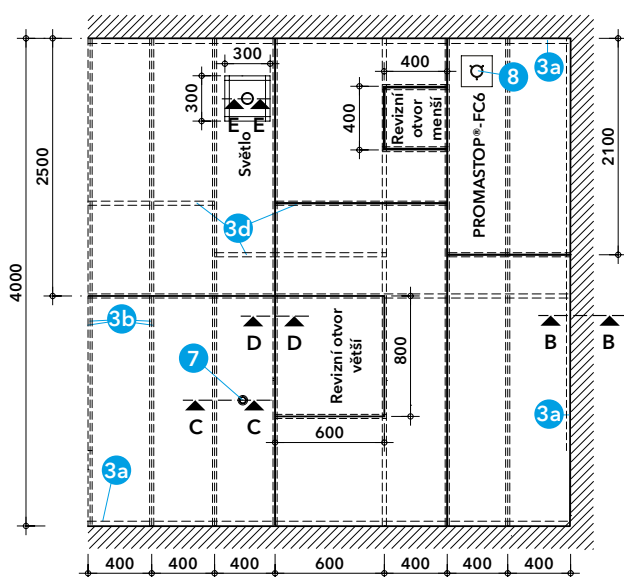 300
400
8
3a
300
E E
Světlo
400
Revizní
otvor
menší
PROMASTOP®-FC6
2100
2500
4000
3d
3b
D D
Revizní otvor
větší
800
B B
7
C C
600
3a
3a
400 400 400 600 400 400 400